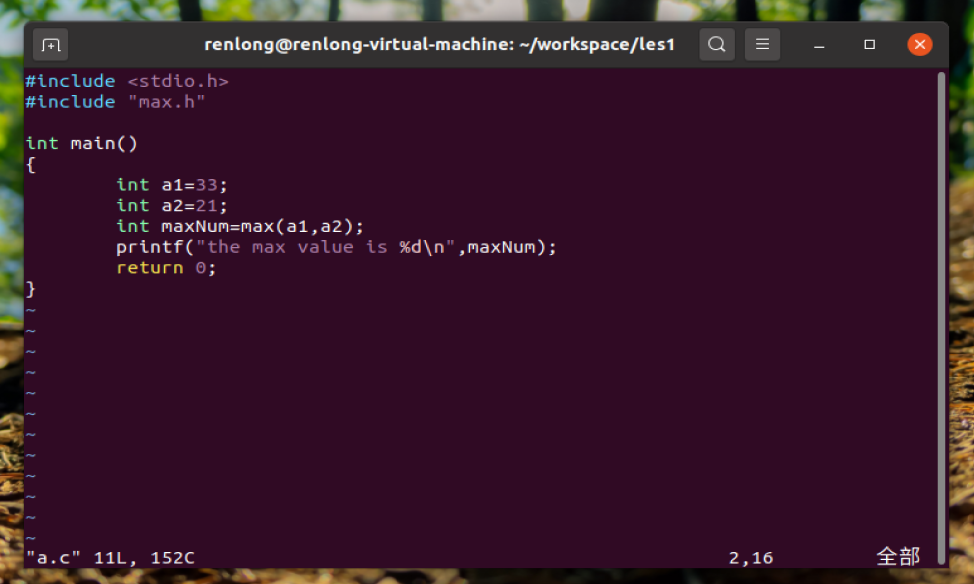 renlong@renlong-virtual-machine: ~/workspace/les1
#include <stdio.h>
#include "max.h"
int main()
{
        int a1=33;
        int a2=21;
        int maxNum=max(a1,a2);
        printf("the max value is %d\n",maxNum);
        return 0;
}
~
~
~
~
~
~
~
~
~
~
~
~
"a.c" 11L, 152C 2,16 全部